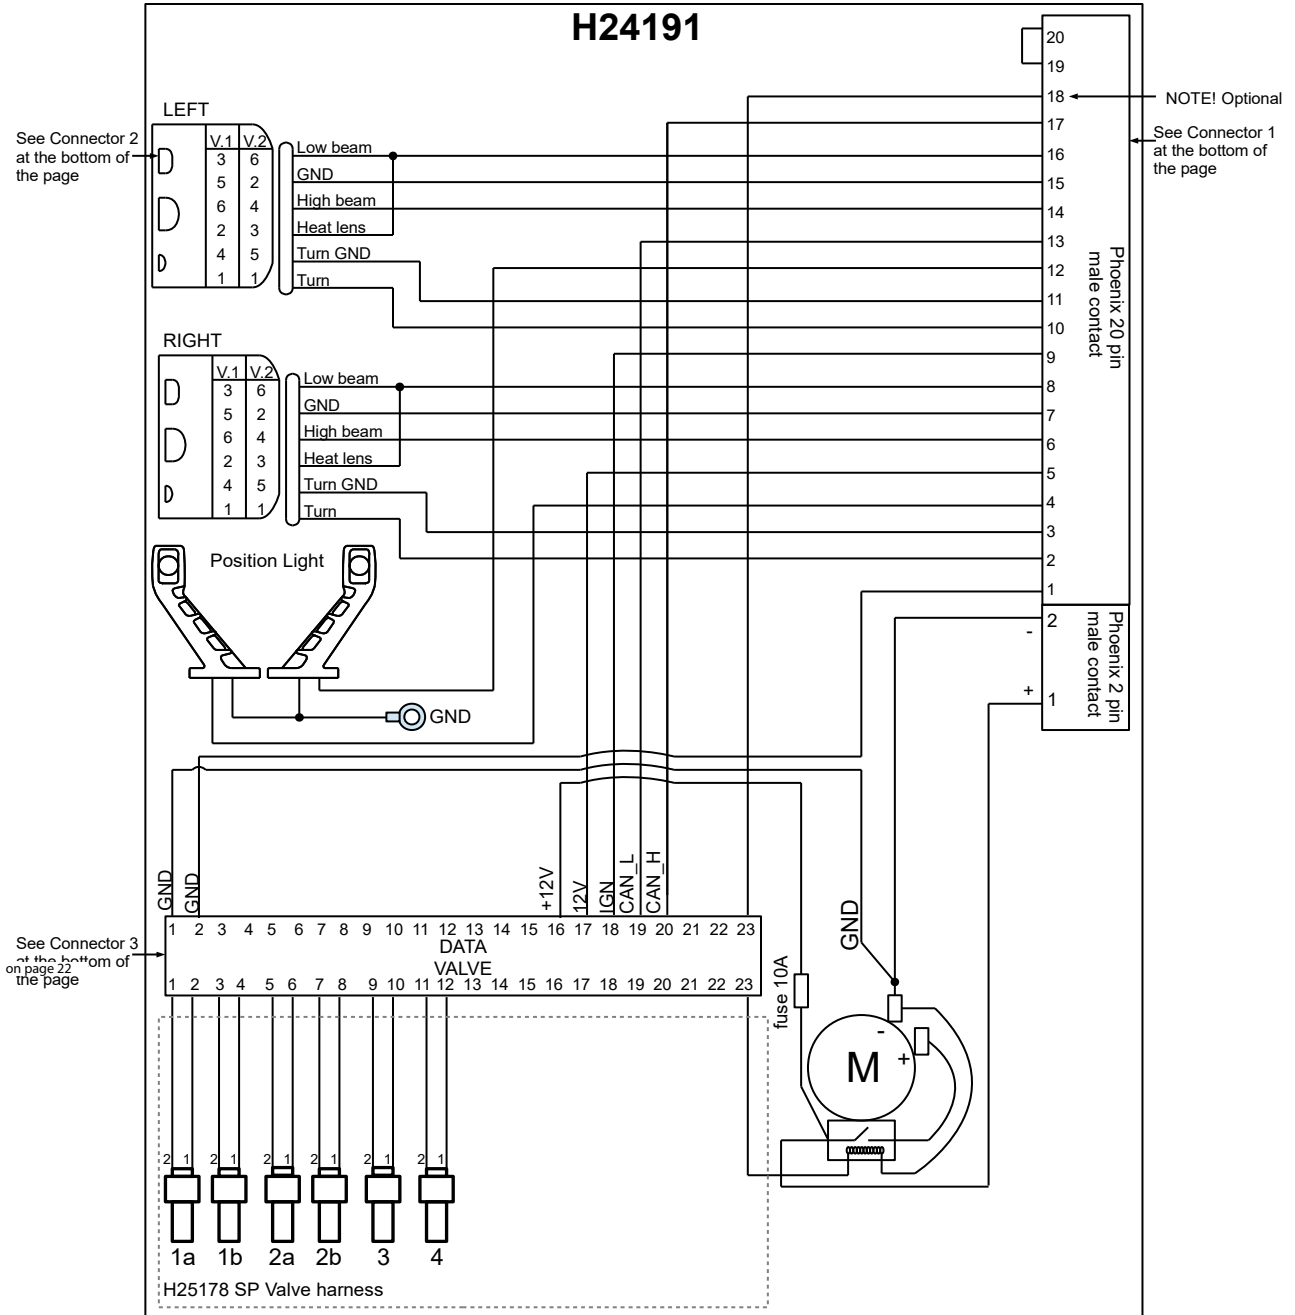 H24191
20
19
18
NOTE! Optional
17
See Connector 1
at the bottom of
the page
16
15
14
13
12
11
10
9
8
7
6
5
4
3
2
1
Phoenix 20 pin
male contact
2
-
+
1
Phoenix 2 pin
male contact
LEFT
See Connector 2
at the bottom of
the page
V.1 V.2
3 6
5 2
6 4
2 3
4 5
1 1
Low beam
GND
High beam
Heat lens
Turn GND
Turn
RIGHT
V.1 V.2
3 6
5 2
6 4
2 3
4 5
1 1
Low beam
GND
High beam
Heat lens
Turn GND
Turn
Position Light
GND
GND
GND
+12V
12V
IGN
CAN_L
CAN_H
GND
1 2 3 4 5 6 7 8 9 10 11 12 13 14 15 16 17 18 19 20 21 22 23
DATA
VALVE
1 2 3 4 5 6 7 8 9 10 11 12 13 14 15 16 17 18 19 20 21 22 23
See Connector 3
at the bottom of
on page 22
the page
fuse 10A
-
+
M
2 1 2 1 2 1 2 1 2 1 2 1
1a 1b 2a 2b 3 4
H25178 SP Valve harness